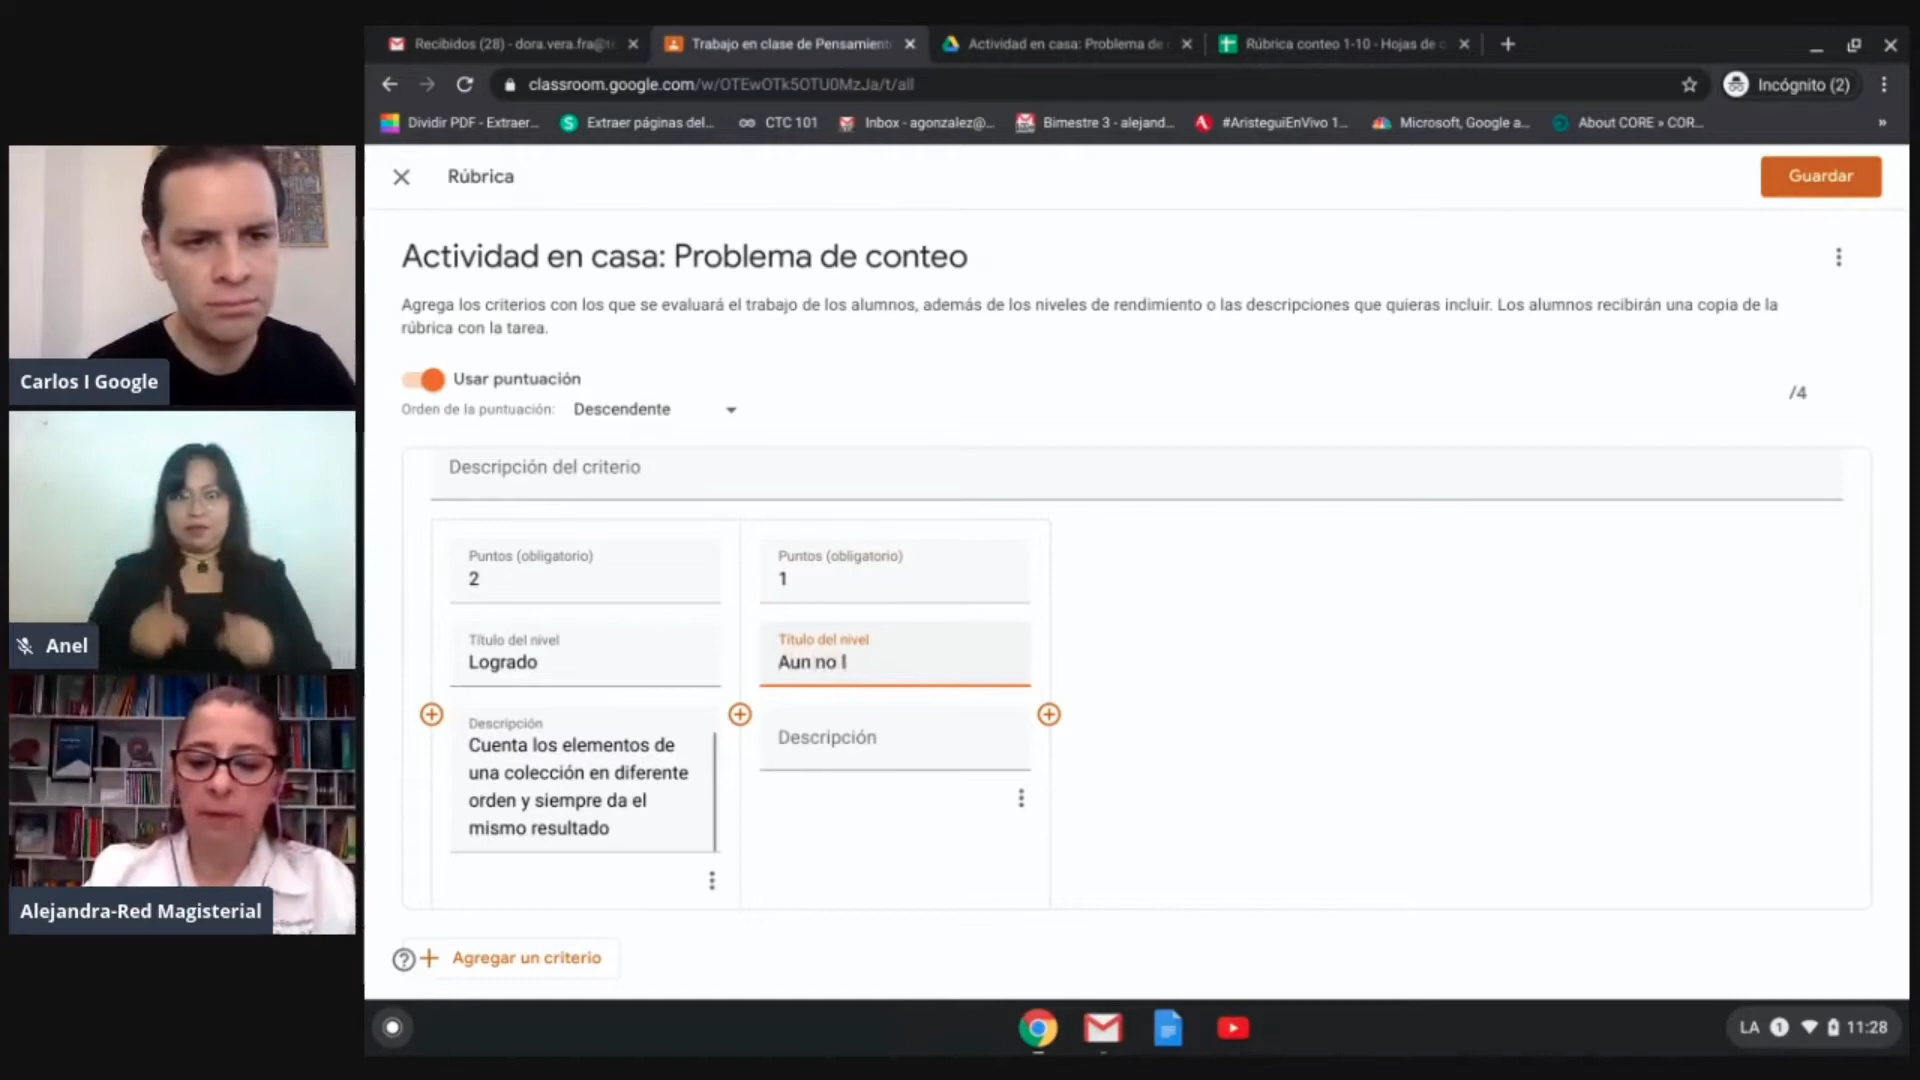 Recibidos (28) - dora.vera.fra@t
Trabajo en clase de Pensamient
Actividad en casa: Problema de
Rúbrica conteo 1-10 - Hojas de c
classroom.google.com/w/OTEwOTk5OTU0MzJa/t/all
Incógnito (2)
Dividir PDF - Extraer...
Extraer páginas del...
CTC 101
Inbox - agonzalez@...
Bimestre 3 - alejand...
#AristeguiEnVivo 1...
Microsoft, Google a...
About CORE » COR...
»
Rúbrica
Guardar
Actividad en casa: Problema de conteo
Agrega los criterios con los que se evaluará el trabajo de los alumnos, además de los niveles de rendimiento o las descripciones que quieras incluir. Los alumnos recibirán una copia de la
rúbrica con la tarea.
Usar puntuación
Orden de la puntuación: Descendente
/4
Descripción del criterio
Puntos (obligatorio)
2
Puntos (obligatorio)
1
Título del nivel
Logrado
Título del nivel
Aun no l
Descripción
Cuenta los elementos de
una colección en diferente
orden y siempre da el
mismo resultado
Descripción
Agregar un criterio
LA 1 11:28
Carlos I Google
Anel
Alejandra-Red Magisterial